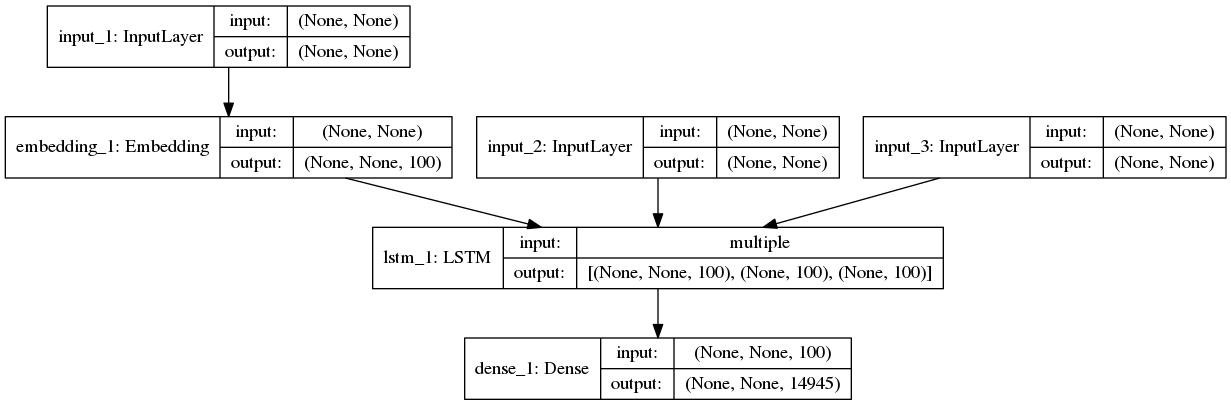 input_1: InputLayer
input: (None, None)
output: (None, None)
embedding_1: Embedding
input: (None, None)
output: (None, None, 100)
input_2: InputLayer
input: (None, None)
output: (None, None)
input_3: InputLayer
input: (None, None)
output: (None, None)
lstm_1: LSTM
input: multiple
output: [(None, None, 100), (None, 100), (None, 100)]
dense_1: Dense
input: (None, None, 100)
output: (None, None, 14945)